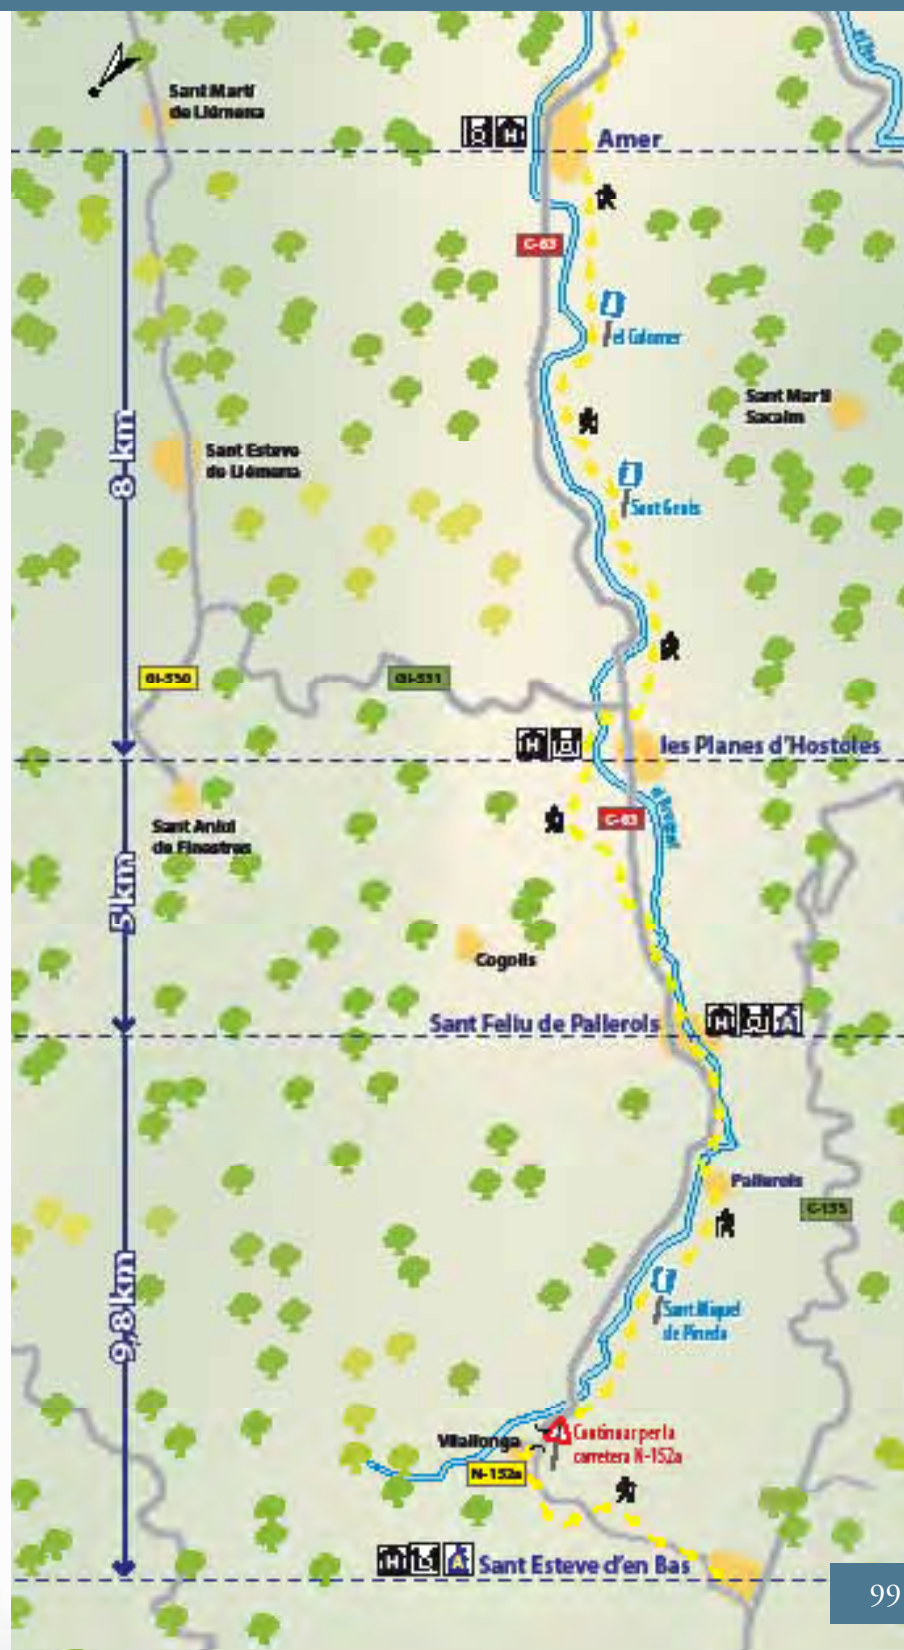 Sant Martí
de Llémena
H
Amer
C-63
el Colomer
Sant Martí
Sacalm
8 km
Sant Esteve
de Llémena
Sant Genís
GI-531
H
les Planes d'Hostoles
C-63
Sant Aniol
de Finestres
5 km
Cogolls
Sant Feliu de Pallerols
H
Pallerols
C-153
9,8 km
Sant Miquel
de Pineda
Vilallonga
Continuar per la
carretera N-152a
N-152a
H
A
Sant Esteve d'en Bas
99